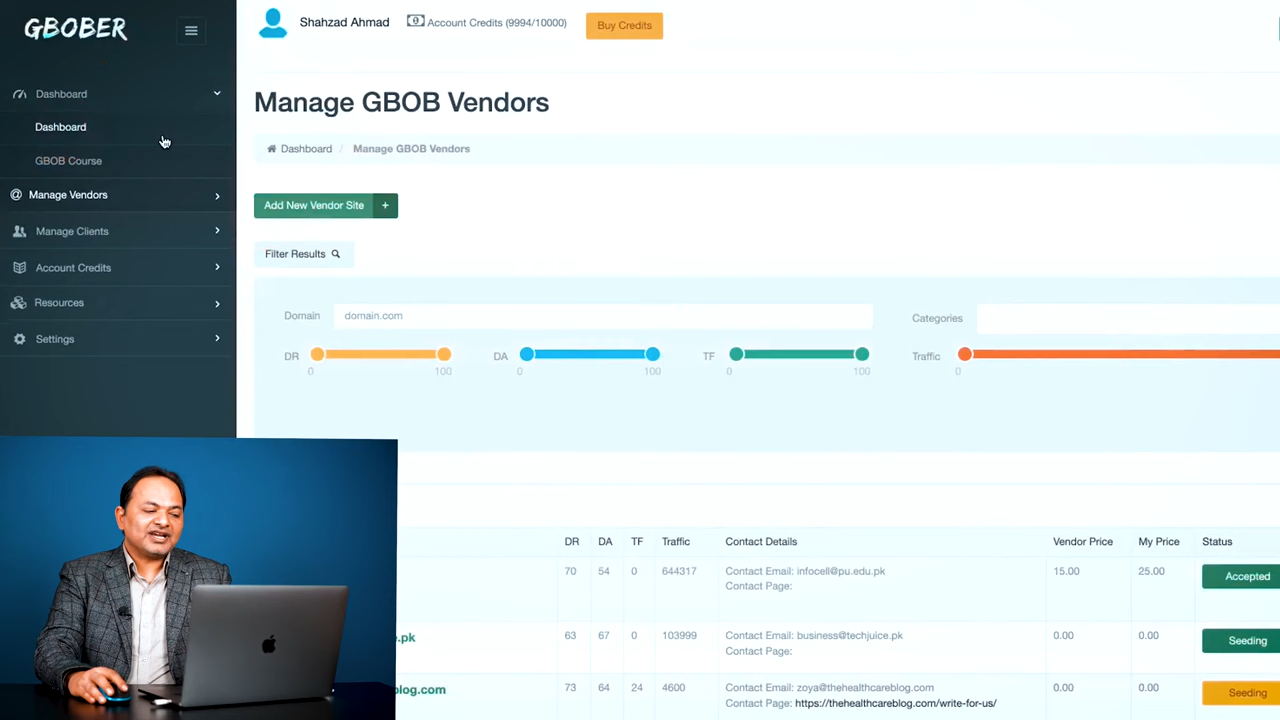 GBOBER
Shahzad Ahmad
Account Credits (9994/10000)
Buy Credits
Dashboard
Dashboard
GBOB Course
Manage Vendors
Manage Clients
Account Credits
Resources
Settings
Manage GBOB Vendors
Dashboard / Manage GBOB Vendors
Add New Vendor Site +
Filter Results
Domain domain.com Categories
DR DA TF Traffic
0 100 0 100 0 100 0
DR DA TF Traffic Contact Details Vendor Price My Price Status
70 54 0 644317 Contact Email: infocell@pu.edu.pk 15.00 25.00 Accepted
Contact Page:
e.pk 63 67 0 103999 Contact Email: business@techjuice.pk 0.00 0.00 Seeding
Contact Page:
blog.com 73 64 24 4600 Contact Email: zoya@thehealthcareblog.com 0.00 0.00 Seeding
Contact Page: https://thehealthcareblog.com/write-for-us/